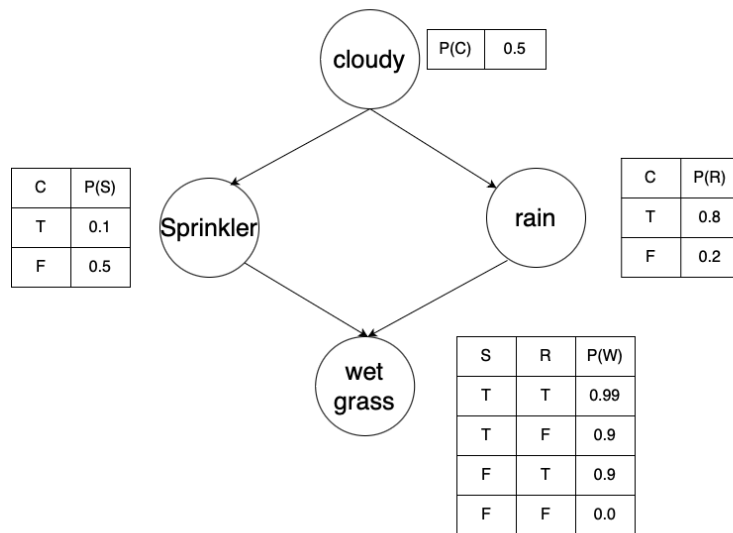 cloudy
P(C) 0.5
C P(S)
T 0.1
F 0.5
Sprinkler
rain
C P(R)
T 0.8
F 0.2
wet
grass
S R P(W)
T T 0.99
T F 0.9
F T 0.9
F F 0.0